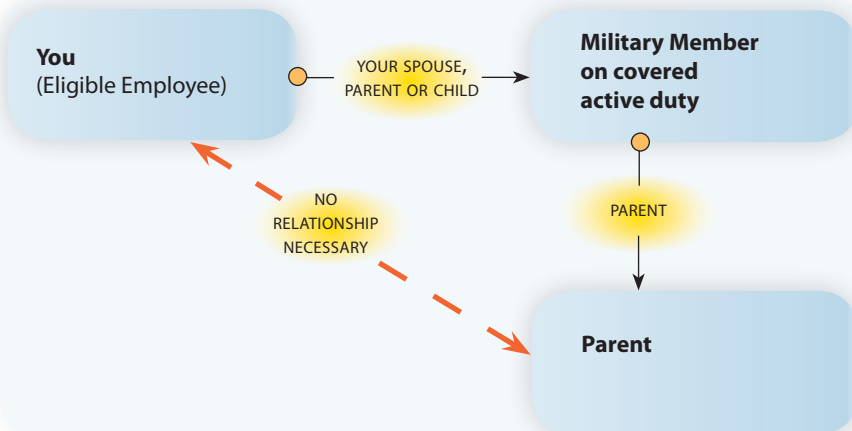 You
(Eligible Employee)
YOUR SPOUSE,
PARENT OR CHILD
Military Member
on covered
active duty
NO
RELATIONSHIP
NECESSARY
PARENT
Parent